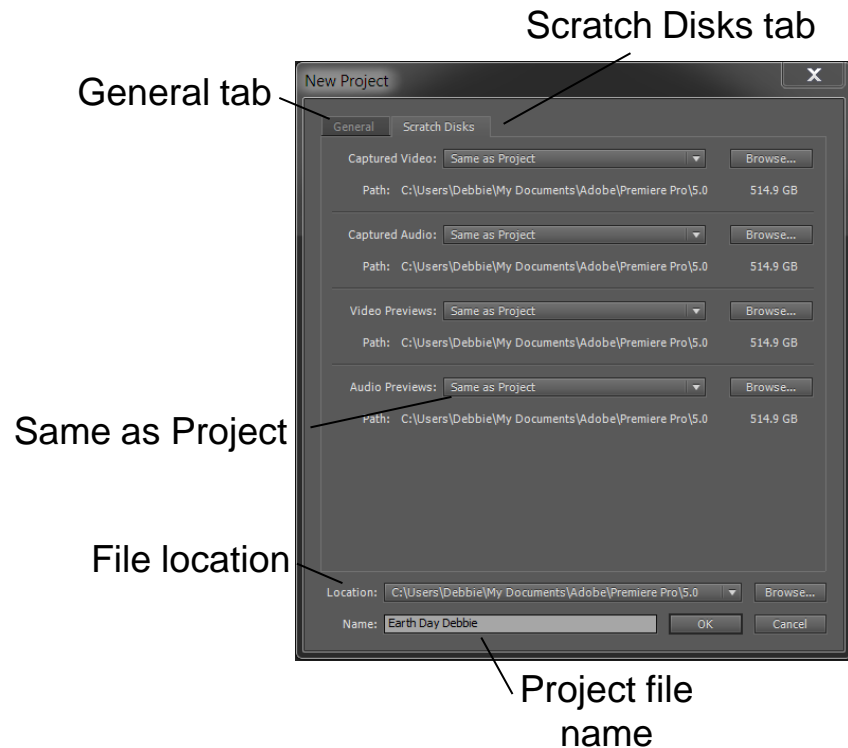 Scratch Disks tab
General tab
New Project
X
General Scratch Disks
Captured Video: Same as Project Browse...
Path: C:\Users\Debbie\My Documents\Adobe\Premiere Pro\5.0 514.9 GB
Captured Audio: Same as Project Browse...
Path: C:\Users\Debbie\My Documents\Adobe\Premiere Pro\5.0 514.9 GB
Video Previews: Same as Project Browse...
Path: C:\Users\Debbie\My Documents\Adobe\Premiere Pro\5.0 514.9 GB
Audio Previews: Same as Project Browse...
Path: C:\Users\Debbie\My Documents\Adobe\Premiere Pro\5.0 514.9 GB
Same as Project
File location
Location: C:\Users\Debbie\My Documents\Adobe\Premiere Pro\5.0 Browse...
Name: Earth Day Debbie OK Cancel
Project file
name